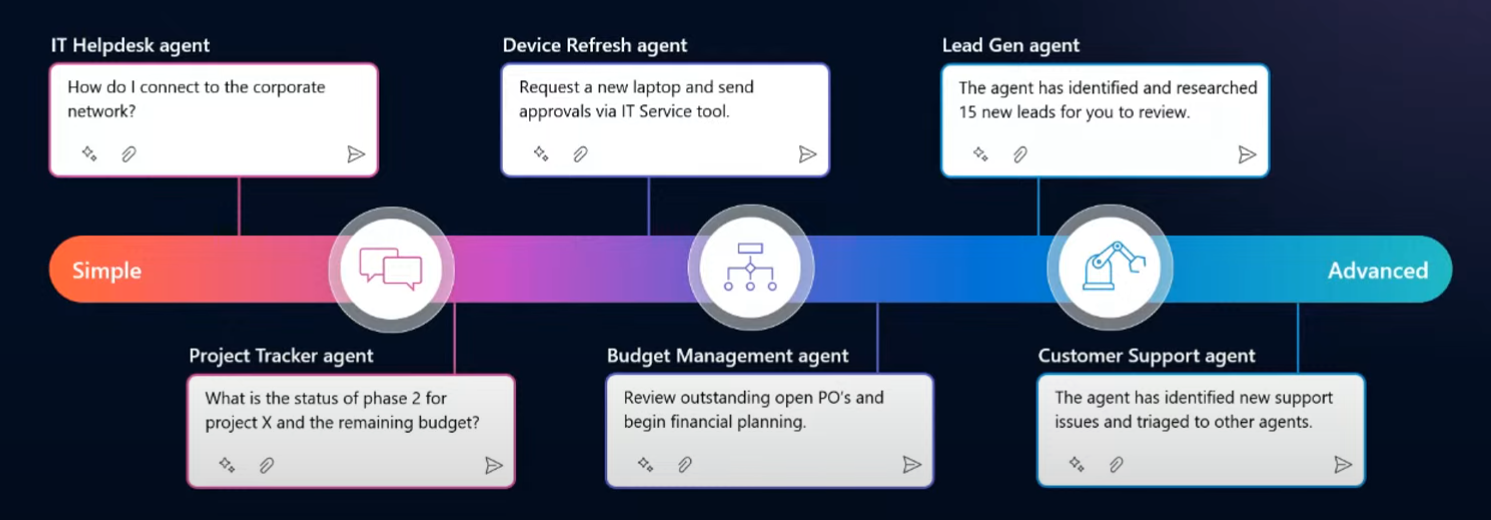 IT Helpdesk agent
How do I connect to the corporate
network?
Device Refresh agent
Request a new laptop and send
approvals via IT Service tool.
Lead Gen agent
The agent has identified and researched
15 new leads for you to review.
Simple
Advanced
Project Tracker agent
What is the status of phase 2 for
project X and the remaining budget?
Budget Management agent
Review outstanding open PO's and
begin financial planning.
Customer Support agent
The agent has identified new support
issues and triaged to other agents.